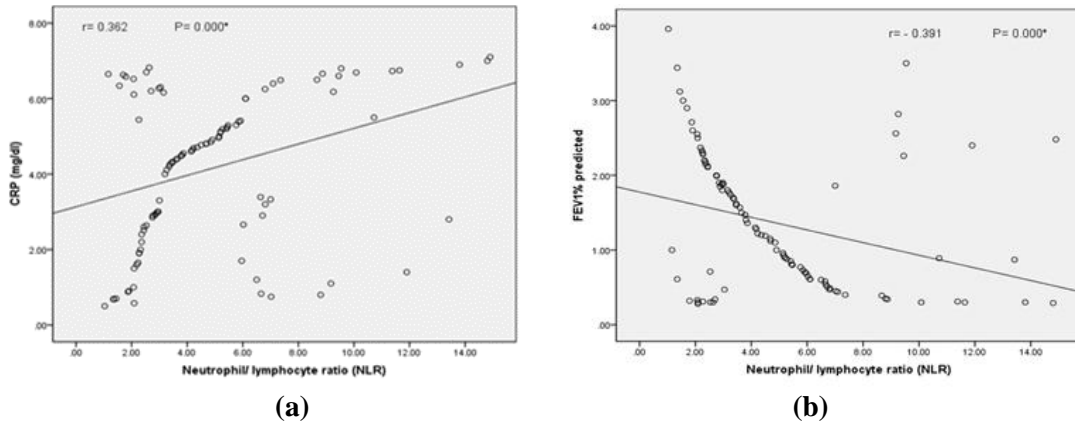 r= 0.362 P= 0.000*
8.00
6.00
4.00
2.00
.00
CRP (mg/dl)
.00 2.00 4.00 6.00 8.00 10.00 12.00 14.00
Neutrophil/ lymphocyte ratio (NLR)
(a)
r= - 0.391 P= 0.000*
4.00
3.00
2.00
1.00
.00
FEV1% predicted
.00 2.00 4.00 6.00 8.00 10.00 12.00 14.00
Neutrophil/ lymphocyte ratio (NLR)
(b)